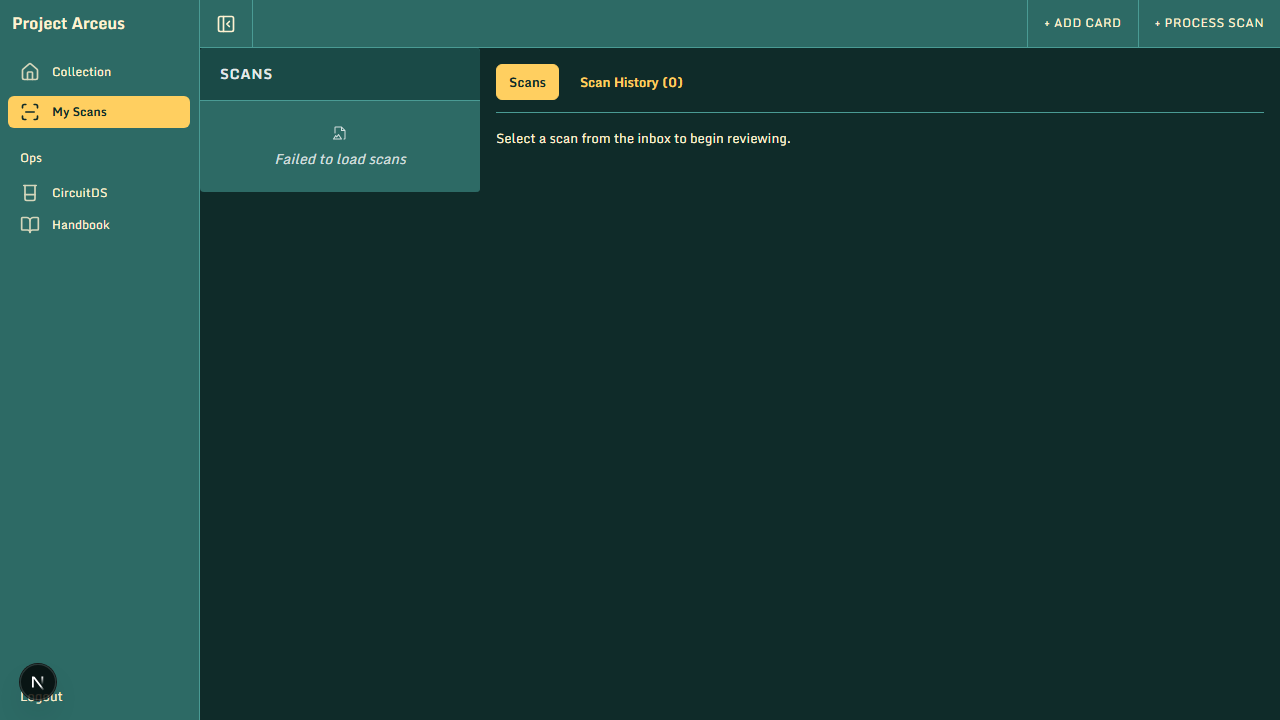 Project Arceus
+ ADD CARD
+ PROCESS SCAN
Collection
My Scans
Ops
CircuitDS
Handbook
Logout
SCANS
Failed to load scans
Scans
Scan History (0)
Select a scan from the inbox to begin reviewing.
N